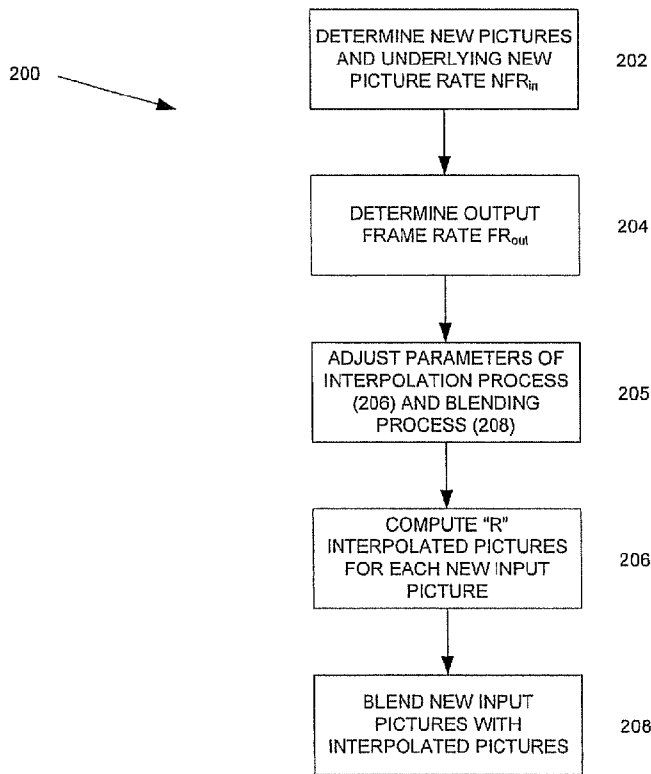 200
DETERMINE NEW PICTURES
AND UNDERLYING NEW
PICTURE RATE NFRin
202
DETERMINE OUTPUT
FRAME RATE FRout
204
ADJUST PARAMETERS OF
INTERPOLATION PROCESS
(206) AND BLENDING
PROCESS (208)
205
COMPUTE "R"
INTERPOLATED PICTURES
FOR EACH NEW INPUT
PICTURE
206
BLEND NEW INPUT
PICTURES WITH
INTERPOLATED PICTURES
208